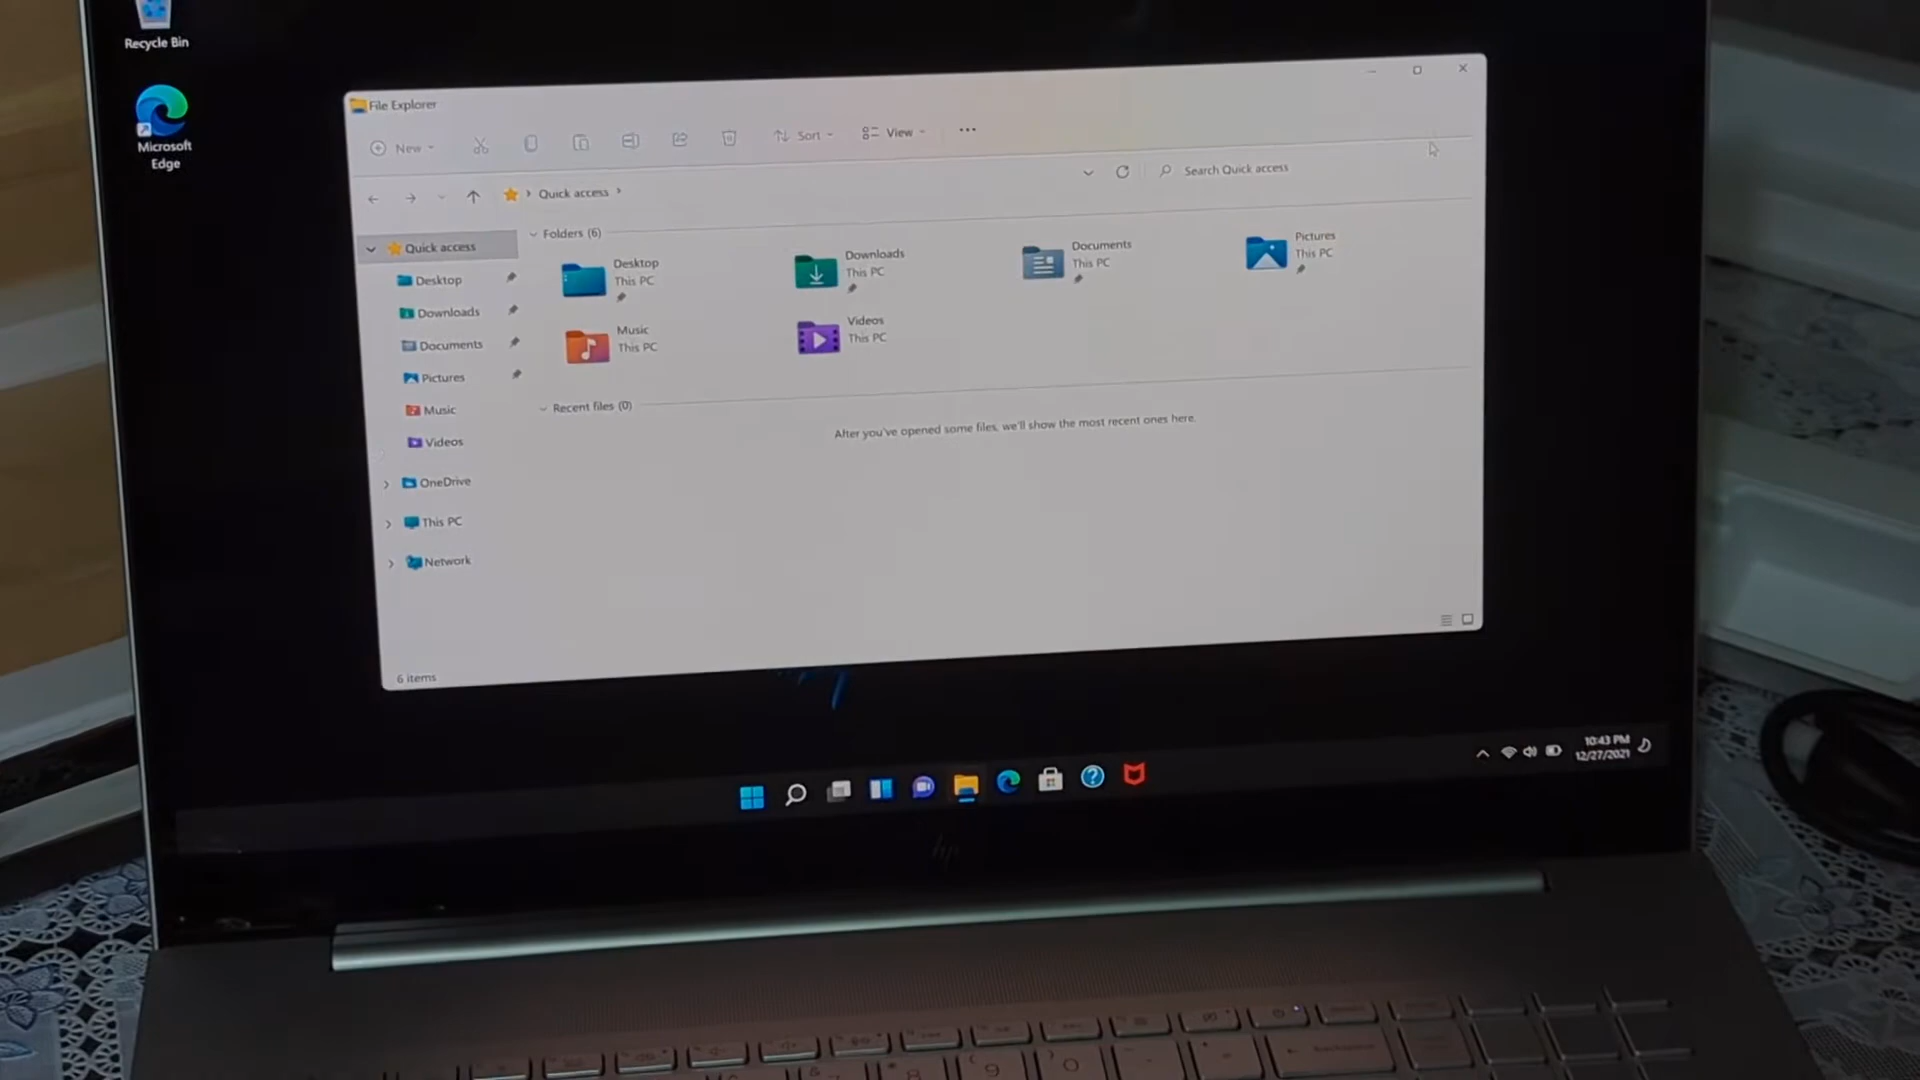 Recycle Bin
Microsoft
Edge
File Explorer
New
Sort
View
Quick access
Search Quick access
Quick access
Desktop
Downloads
Documents
Pictures
Music
Videos
OneDrive
This PC
Network
Folders (6)
Desktop
This PC
Downloads
This PC
Documents
This PC
Pictures
This PC
Music
This PC
Videos
This PC
Recent files (0)
After you've opened some files, we'll show the most recent ones here.
6 items
10:43 PM
12/27/2021
hp
9